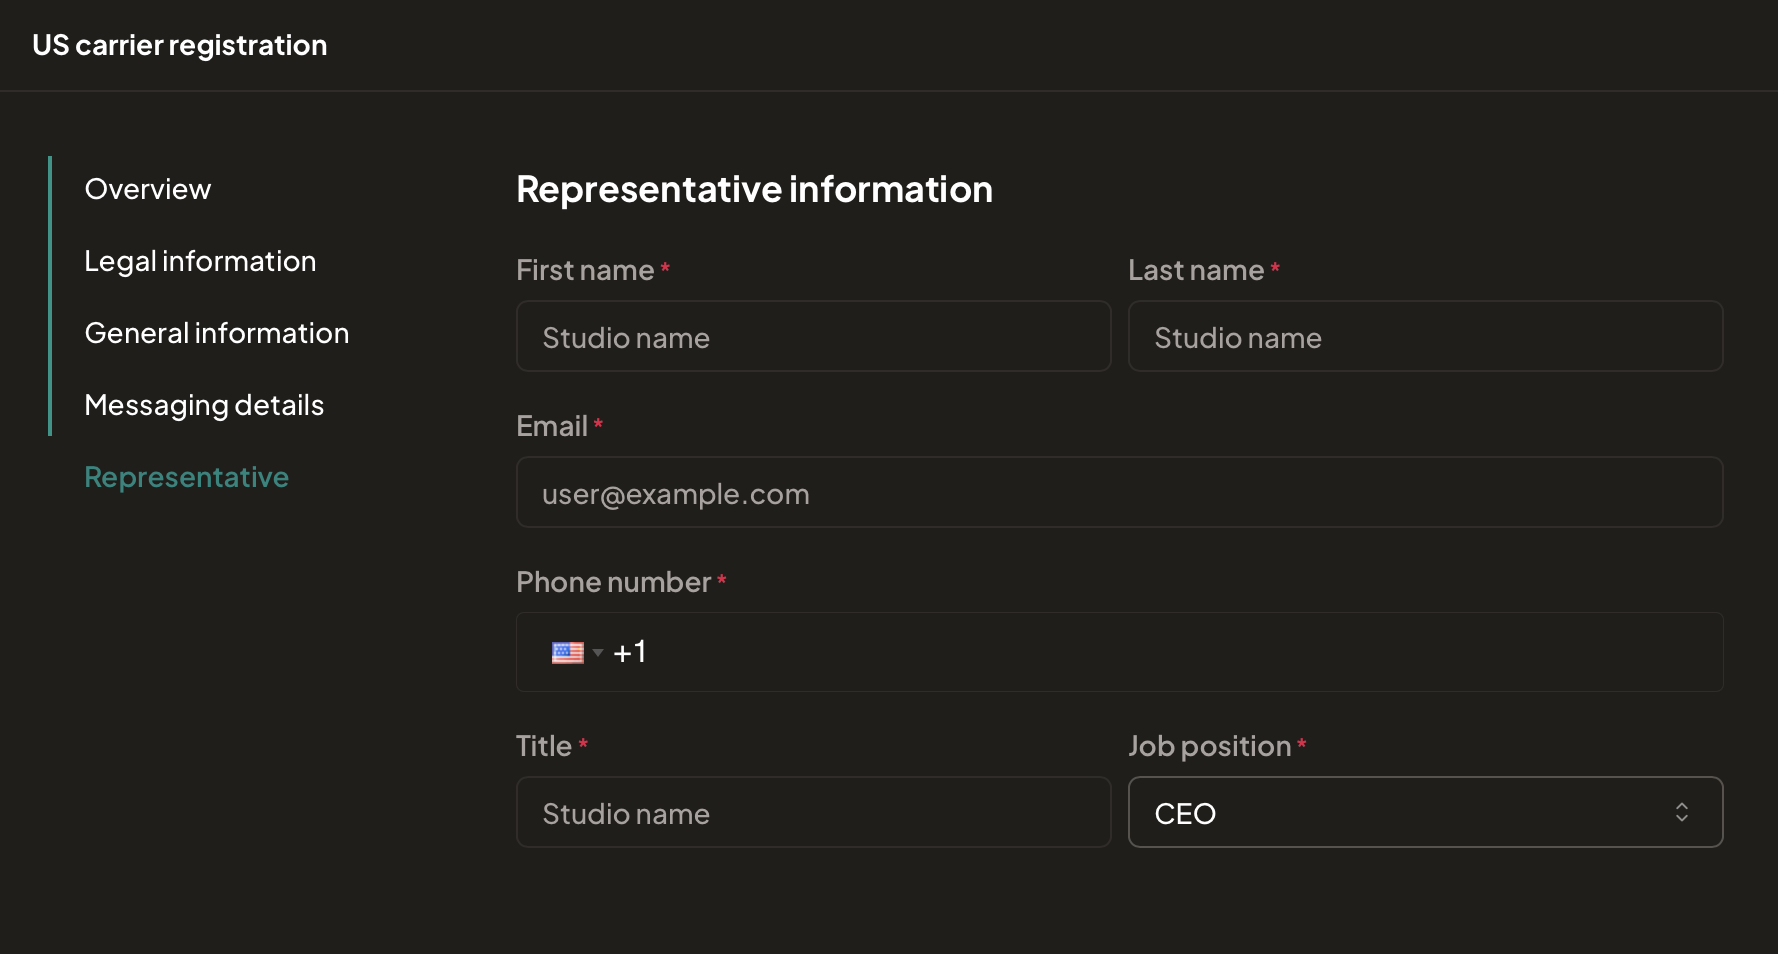 US carrier registration
Overview
Legal information
General information
Messaging details
Representative
Representative information
First name *
Studio name
Last name *
Studio name
Email *
user@example.com
Phone number *
+1
Title *
Studio name
Job position *
CEO